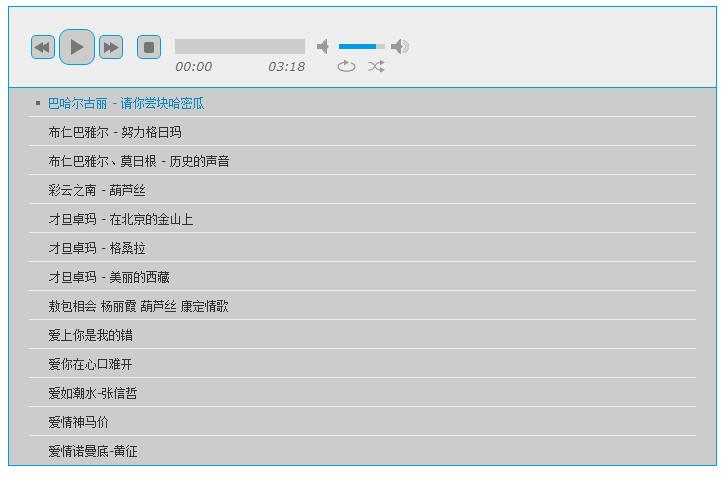 00:00 03:18
巴哈尔古丽 - 请你尝块哈密瓜
布仁巴雅尔 - 努力格日玛
布仁巴雅尔、莫日根 - 历史的声音
彩云之南 - 葫芦丝
才旦卓玛 - 在北京的金山上
才旦卓玛 - 格桑拉
才旦卓玛 - 美丽的西藏
敖包相会 杨丽霞 葫芦丝 康定情歌
爱上你是我的错
爱你在心口难开
爱如潮水-张信哲
爱情神马价
爱情诺曼底-黄征